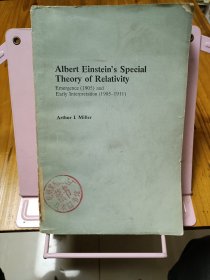 Albert Einstein's Special
Theory of Relativity
Emergence (1905) and
Early Interpretation (1905–1911)
Arthur I. Miller